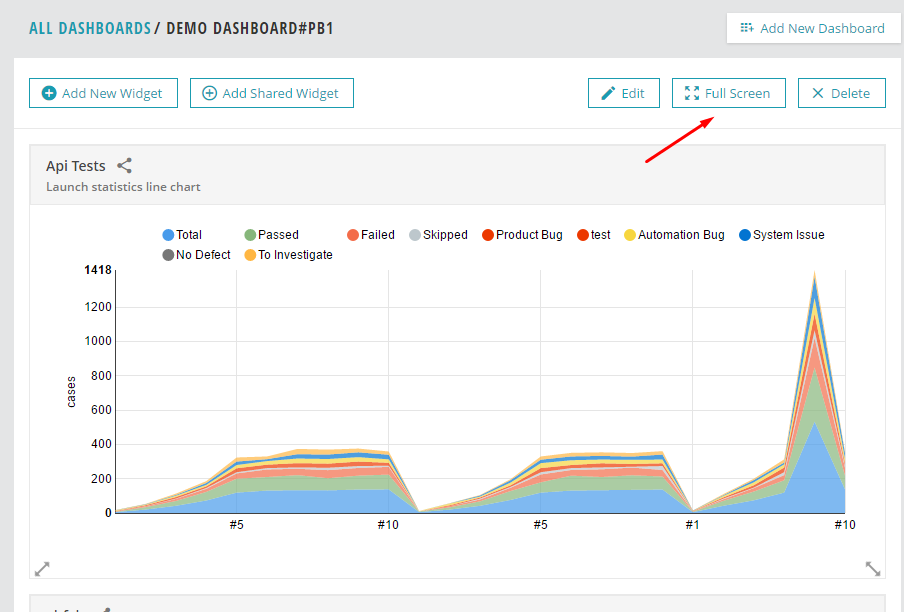 ALL DASHBOARDS / DEMO DASHBOARD#PB1
Add New Dashboard
Add New Widget
Add Shared Widget
Edit
Full Screen
Delete
Api Tests
Launch statistics line chart
Total Passed Failed Skipped Product Bug test Automation Bug System Issue
No Defect To Investigate
1418
1200
1000
800
600
400
200
0
cases
#5 #10 #5 #1 #10